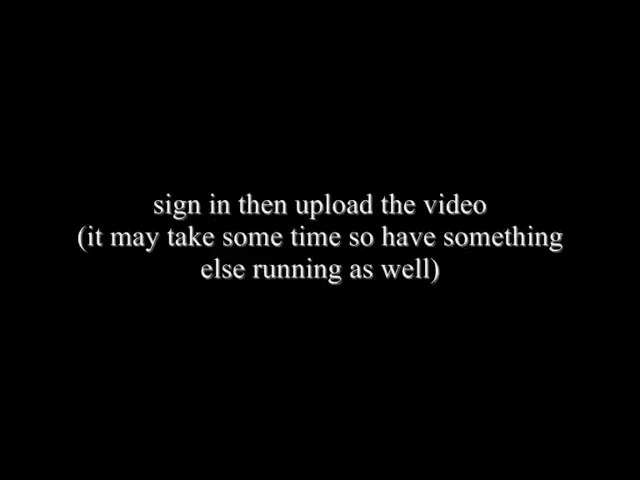 sign in then upload the video
(it may take some time so have something
else running as well)